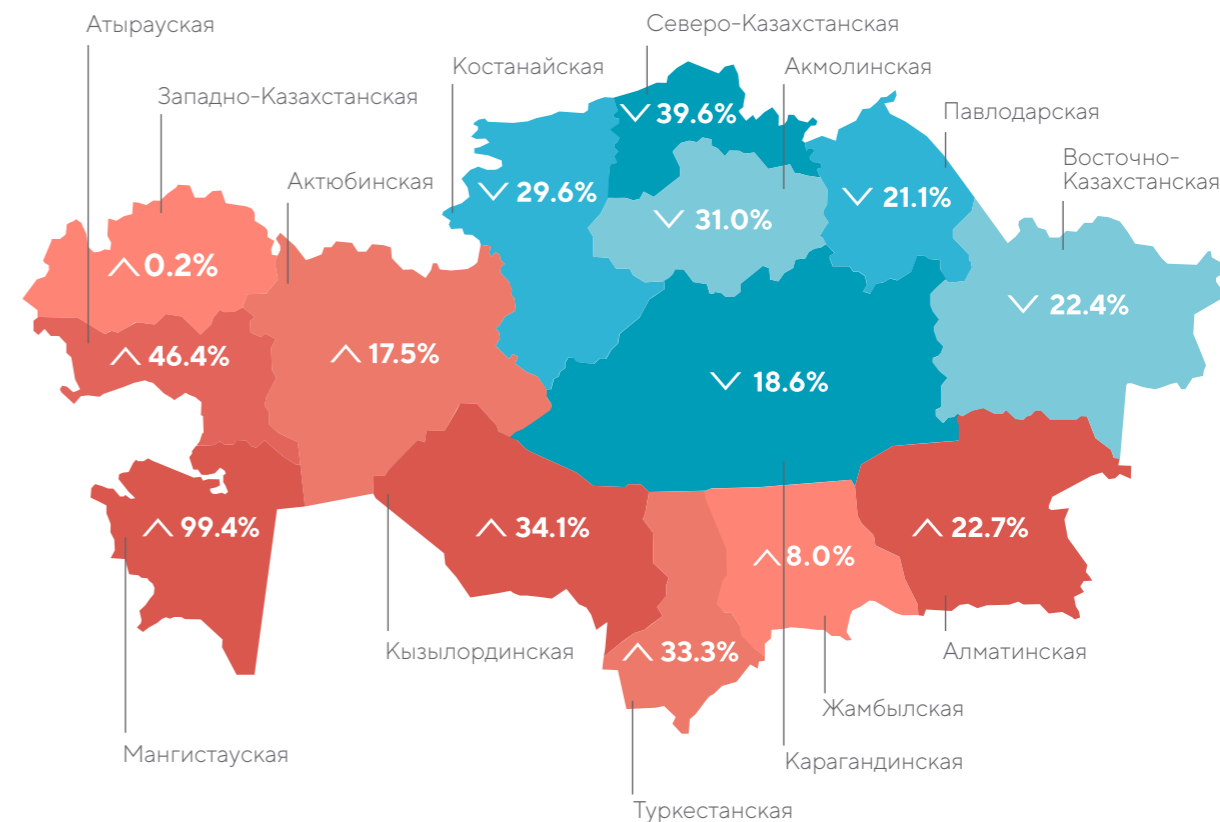 Атырауская
Северо-Казахстанская
Костанайская
Акмолинская
Западно-Казахстанская
39.6%
Павлодарская
Восточно-
Казахстанская
Актюбинская
29.6%
21.1%
31.0%
0.2%
22.4%
46.4%
17.5%
18.6%
99.4%
34.1%
22.7%
8.0%
Кызылординская
33.3%
Алматинская
Жамбылская
Мангистауская
Карагандинская
Туркестанская